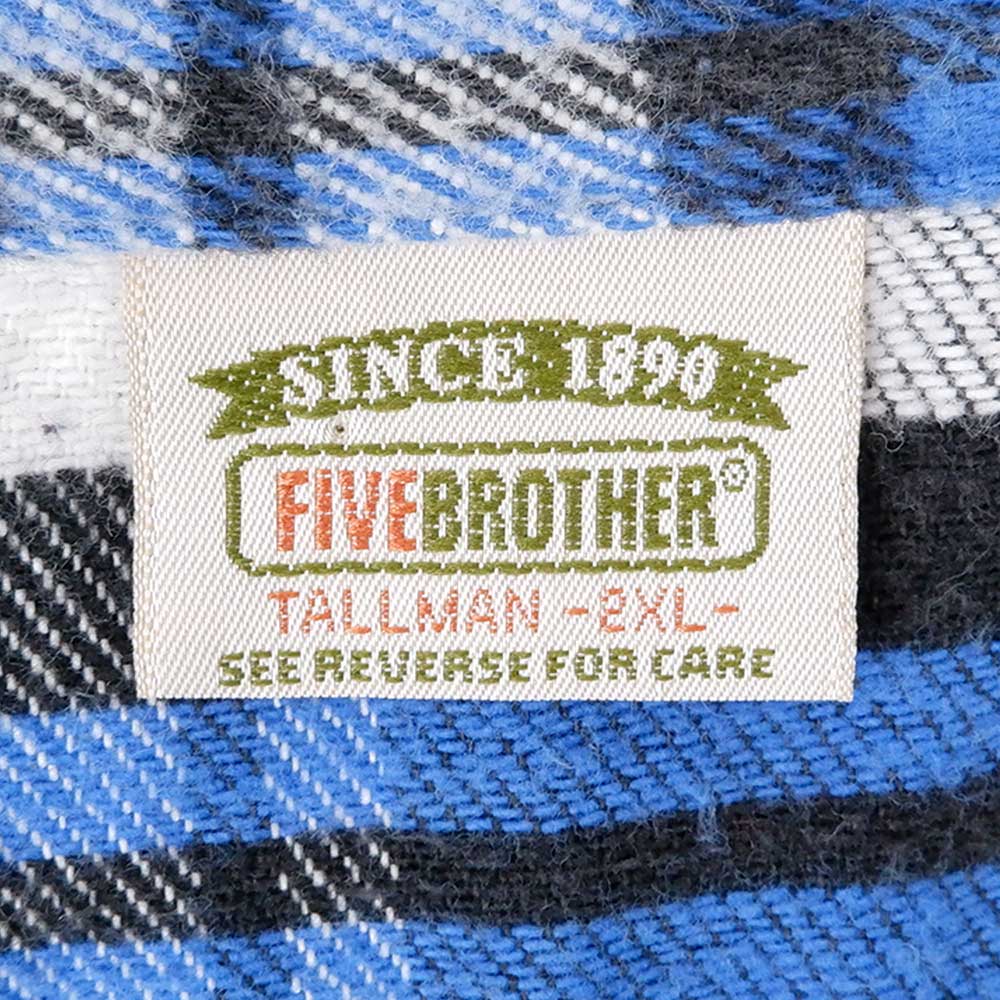 SINCE 1890
FIVEBROTHER®
TALLMAN -2XL-
SEE REVERSE FOR CARE